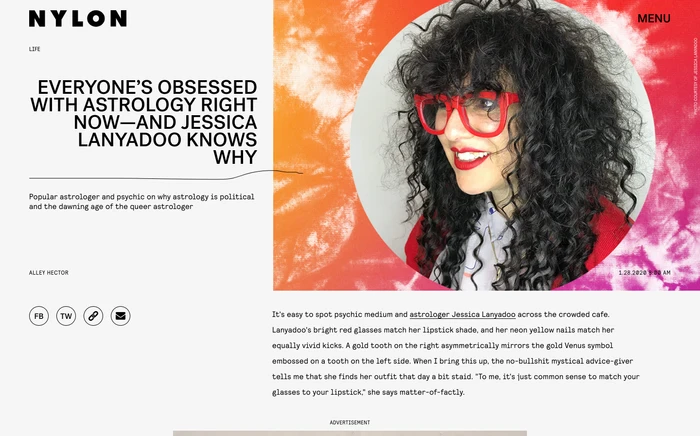 NYLON
MENU
LIFE
EVERYONE'S OBSESSED
WITH ASTROLOGY RIGHT
NOW—AND JESSICA
LANYADOO KNOWS
WHY
Popular astrologer and psychic on why astrology is political
and the dawning age of the queer astrologer
ALLEY HECTOR
PHOTO COURTESY OF JESSICA LANYADOO
FB
TW
It's easy to spot psychic medium and astrologer Jessica Lanyadoo across the crowded cafe.
Lanyadoo's bright red glasses match her lipstick shade, and her neon yellow nails match her
equally vivid kicks. A gold tooth on the right asymmetrically mirrors the gold Venus symbol
embossed on a tooth on the left side. When I bring this up, the no-bullshit mystical advice-giver
tells me that she finds her outfit that day a bit staid. "To me, it's just common sense to match your
glasses to your lipstick," she says matter-of-factly.
ADVERTISEMENT